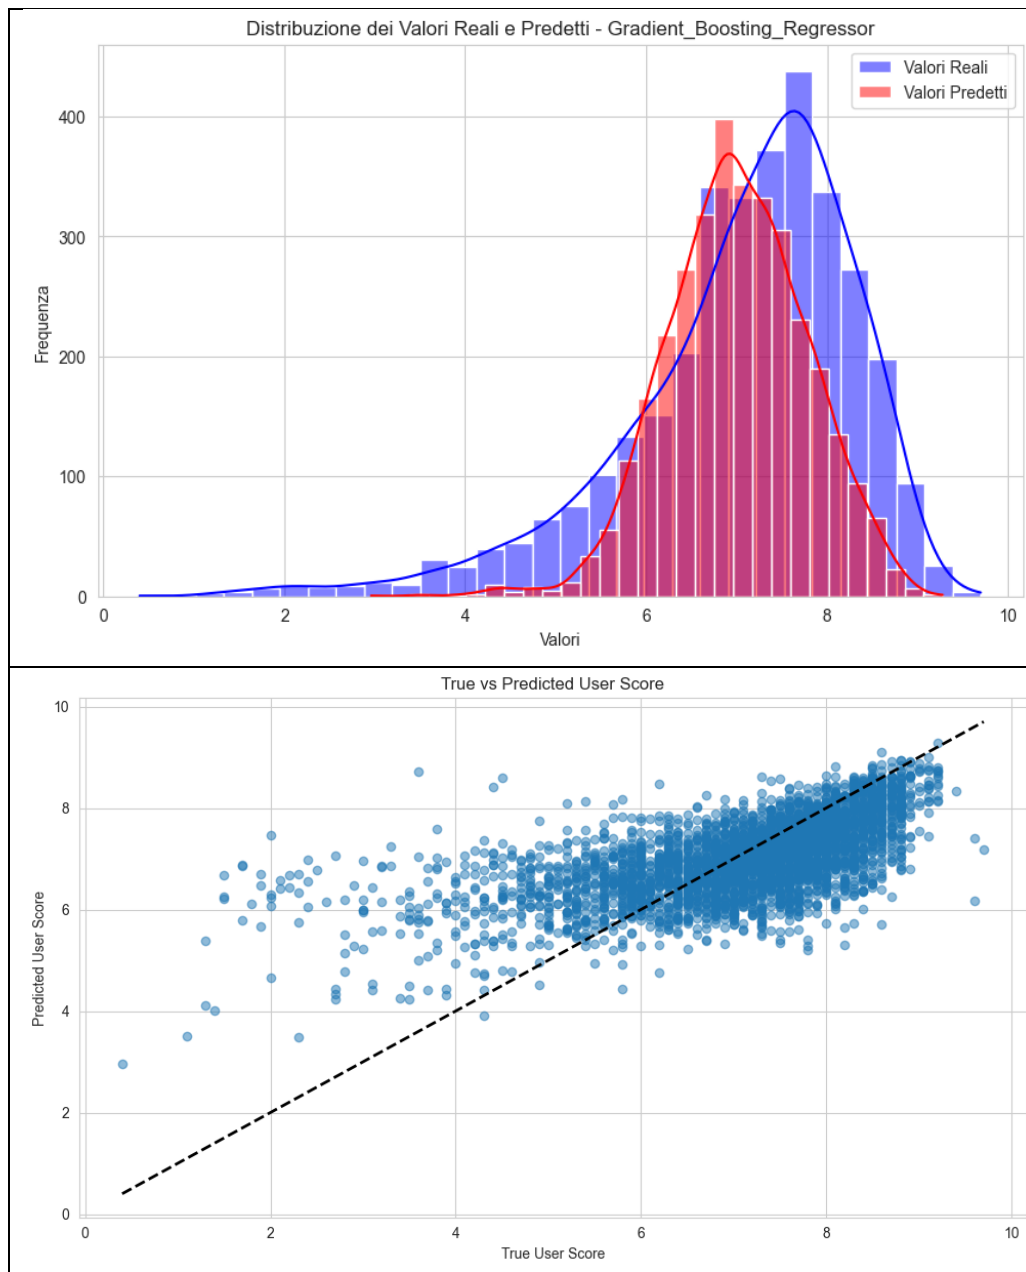 Distribuzione dei Valori Reali e Predetti - Gradient_Boosting_Regressor
Valori Reali
Valori Predetti
400
300
200
100
0
Frequenza
0
2
4
6
8
10
Valori
True vs Predicted User Score
10
8
6
4
2
0
Predicted User Score
0
2
4
6
8
10
True User Score